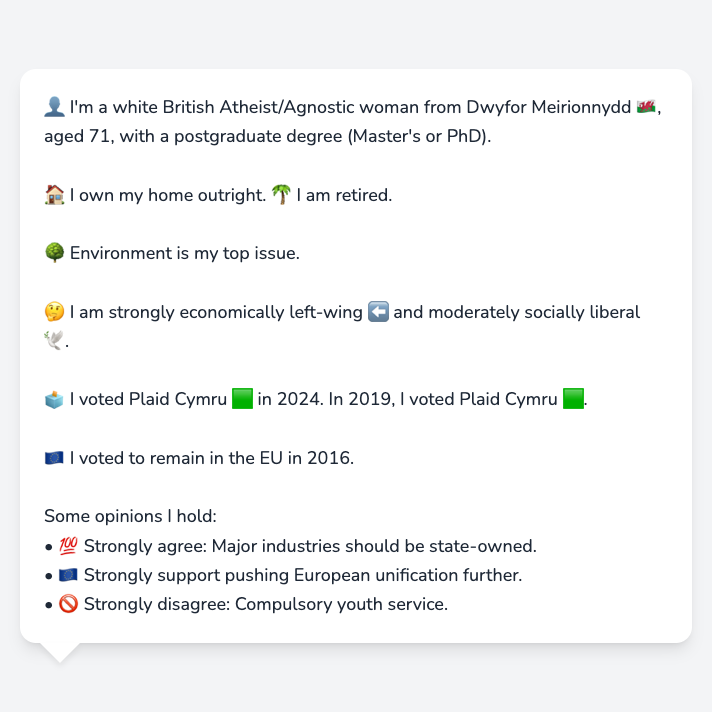 👤 I'm a white British Atheist/Agnostic woman from Dwyfor Meirionnydd 🏴󠁧󠁢󠁷󠁬󠁳󠁿,
aged 71, with a postgraduate degree (Master's or PhD).
🏠 I own my home outright. 🌴 I am retired.
🌳 Environment is my top issue.
🤔 I am strongly economically left-wing ⬅️ and moderately socially liberal
🕊️.
🗳️ I voted Plaid Cymru 🟩 in 2024. In 2019, I voted Plaid Cymru 🟩.
🇪🇺 I voted to remain in the EU in 2016.
Some opinions I hold:
• 💯 Strongly agree: Major industries should be state-owned.
• 🇪🇺 Strongly support pushing European unification further.
• 🚫 Strongly disagree: Compulsory youth service.